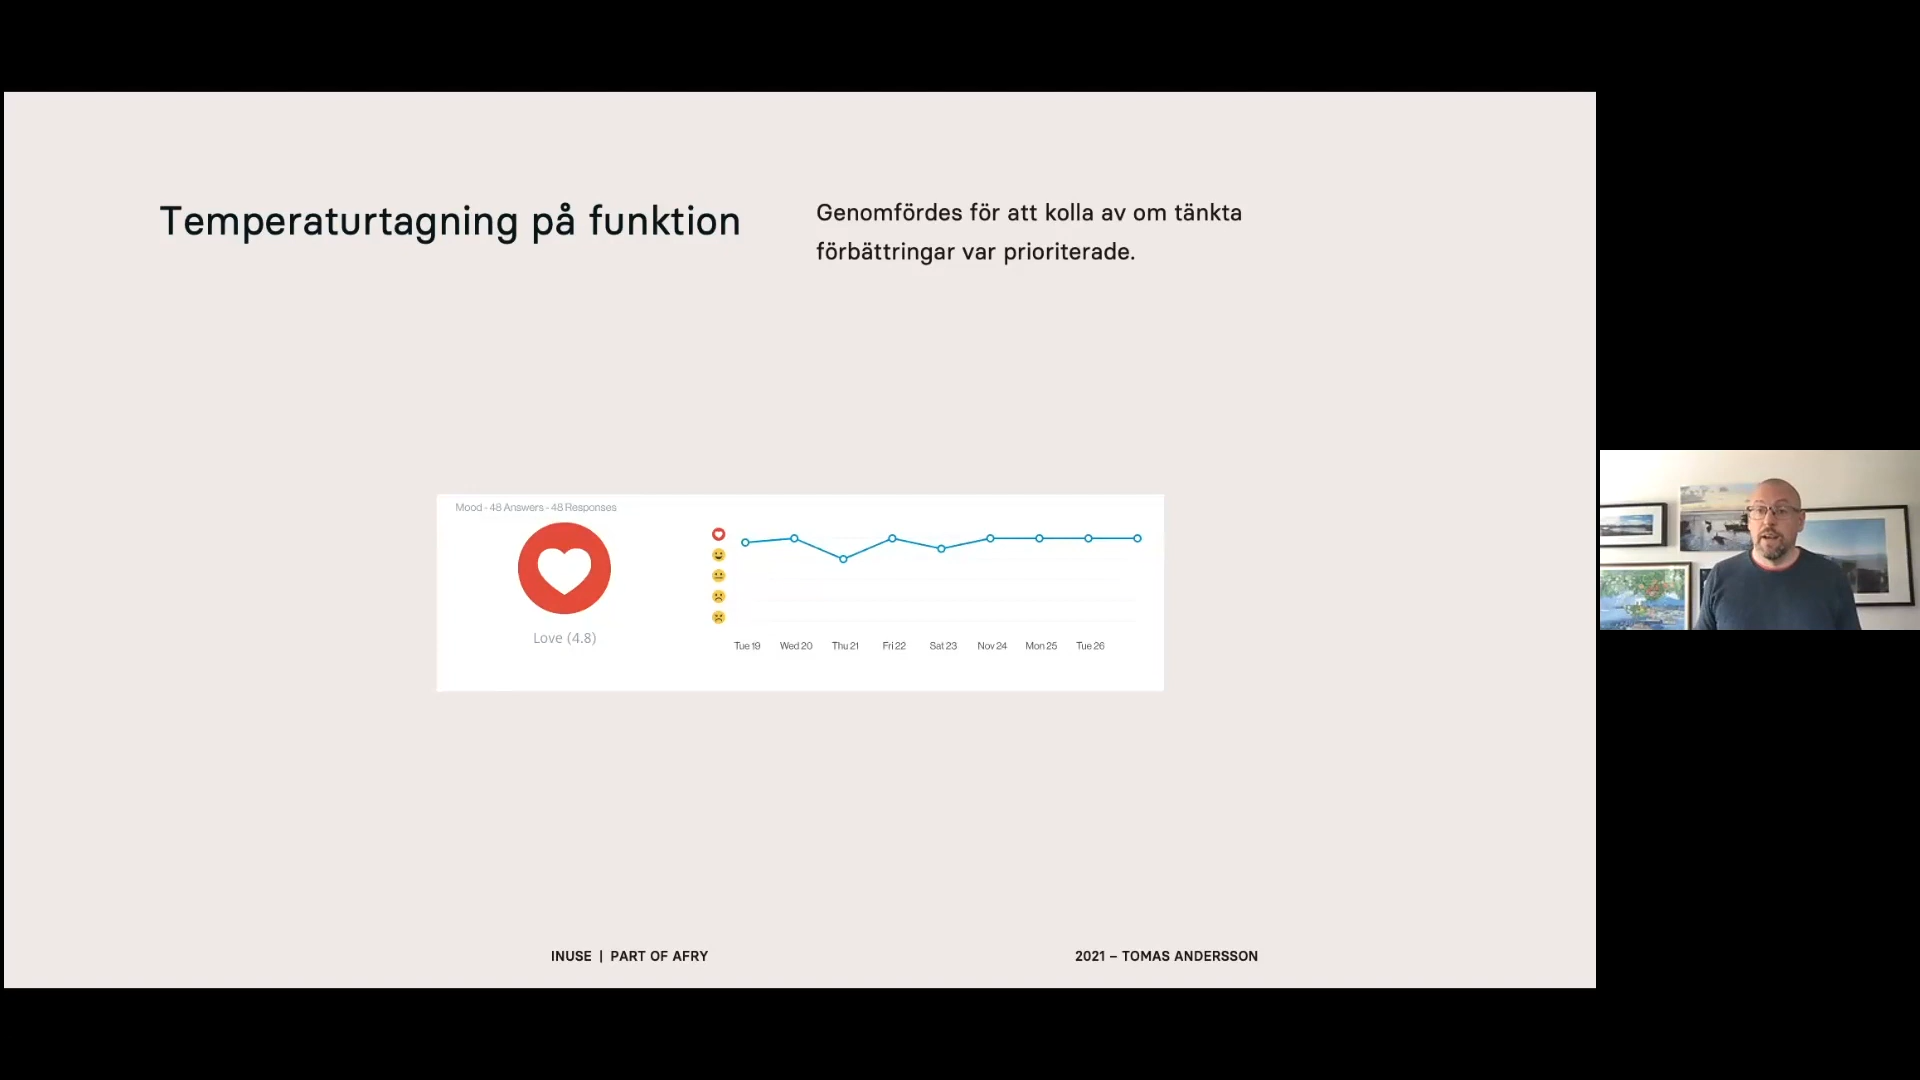 Temperaturtagning på funktion
Genomfördes för att kolla av om tänkta
förbättringar var prioriterade.
Mood - 48 Answers - 48 Responses
Love (4.8)
Tue 19 Wed 20 Thu 21 Fri 22 Sat 23 Nov 24 Mon 25 Tue 26
INUSE | PART OF AFRY
2021 – TOMAS ANDERSSON